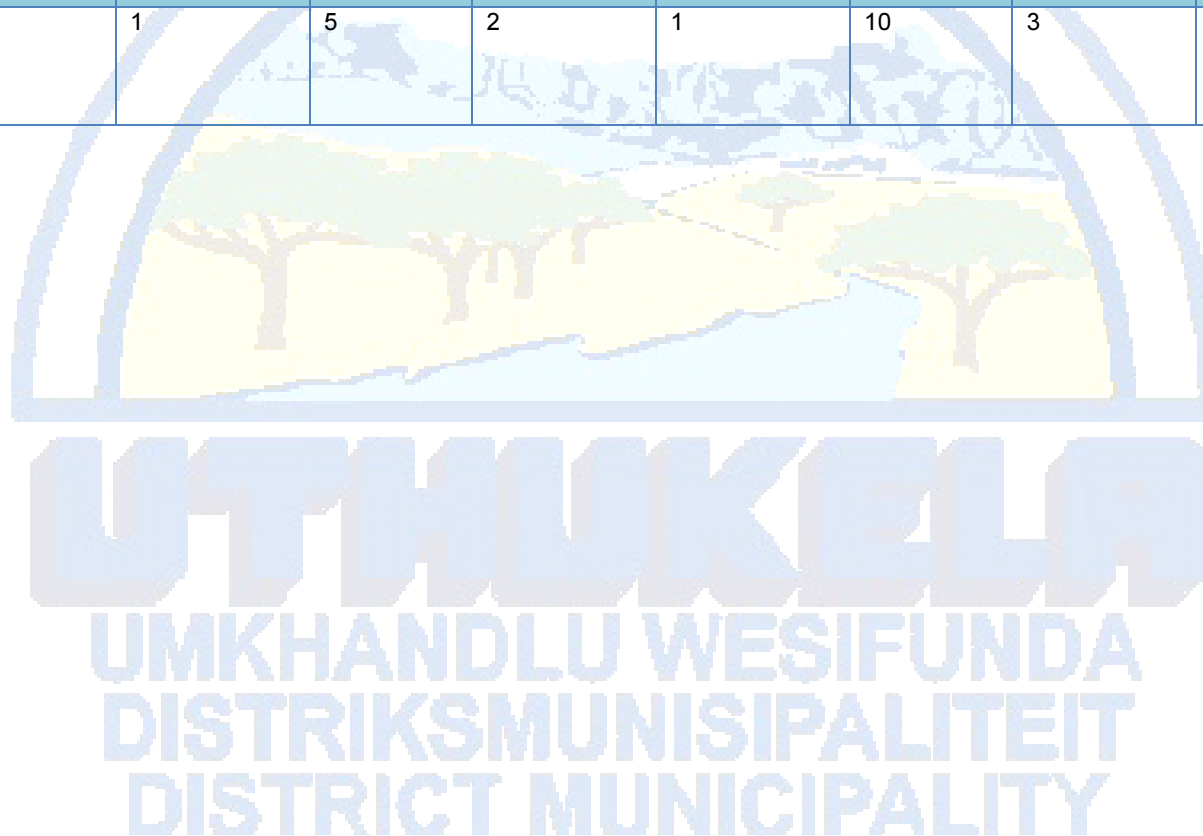 1 5 2 1 10 3
UTHUKELA
UMKHANDLU WESIFUNDA
DISTRIKSMUNISIPALITEIT
DISTRICT MUNICIPALITY